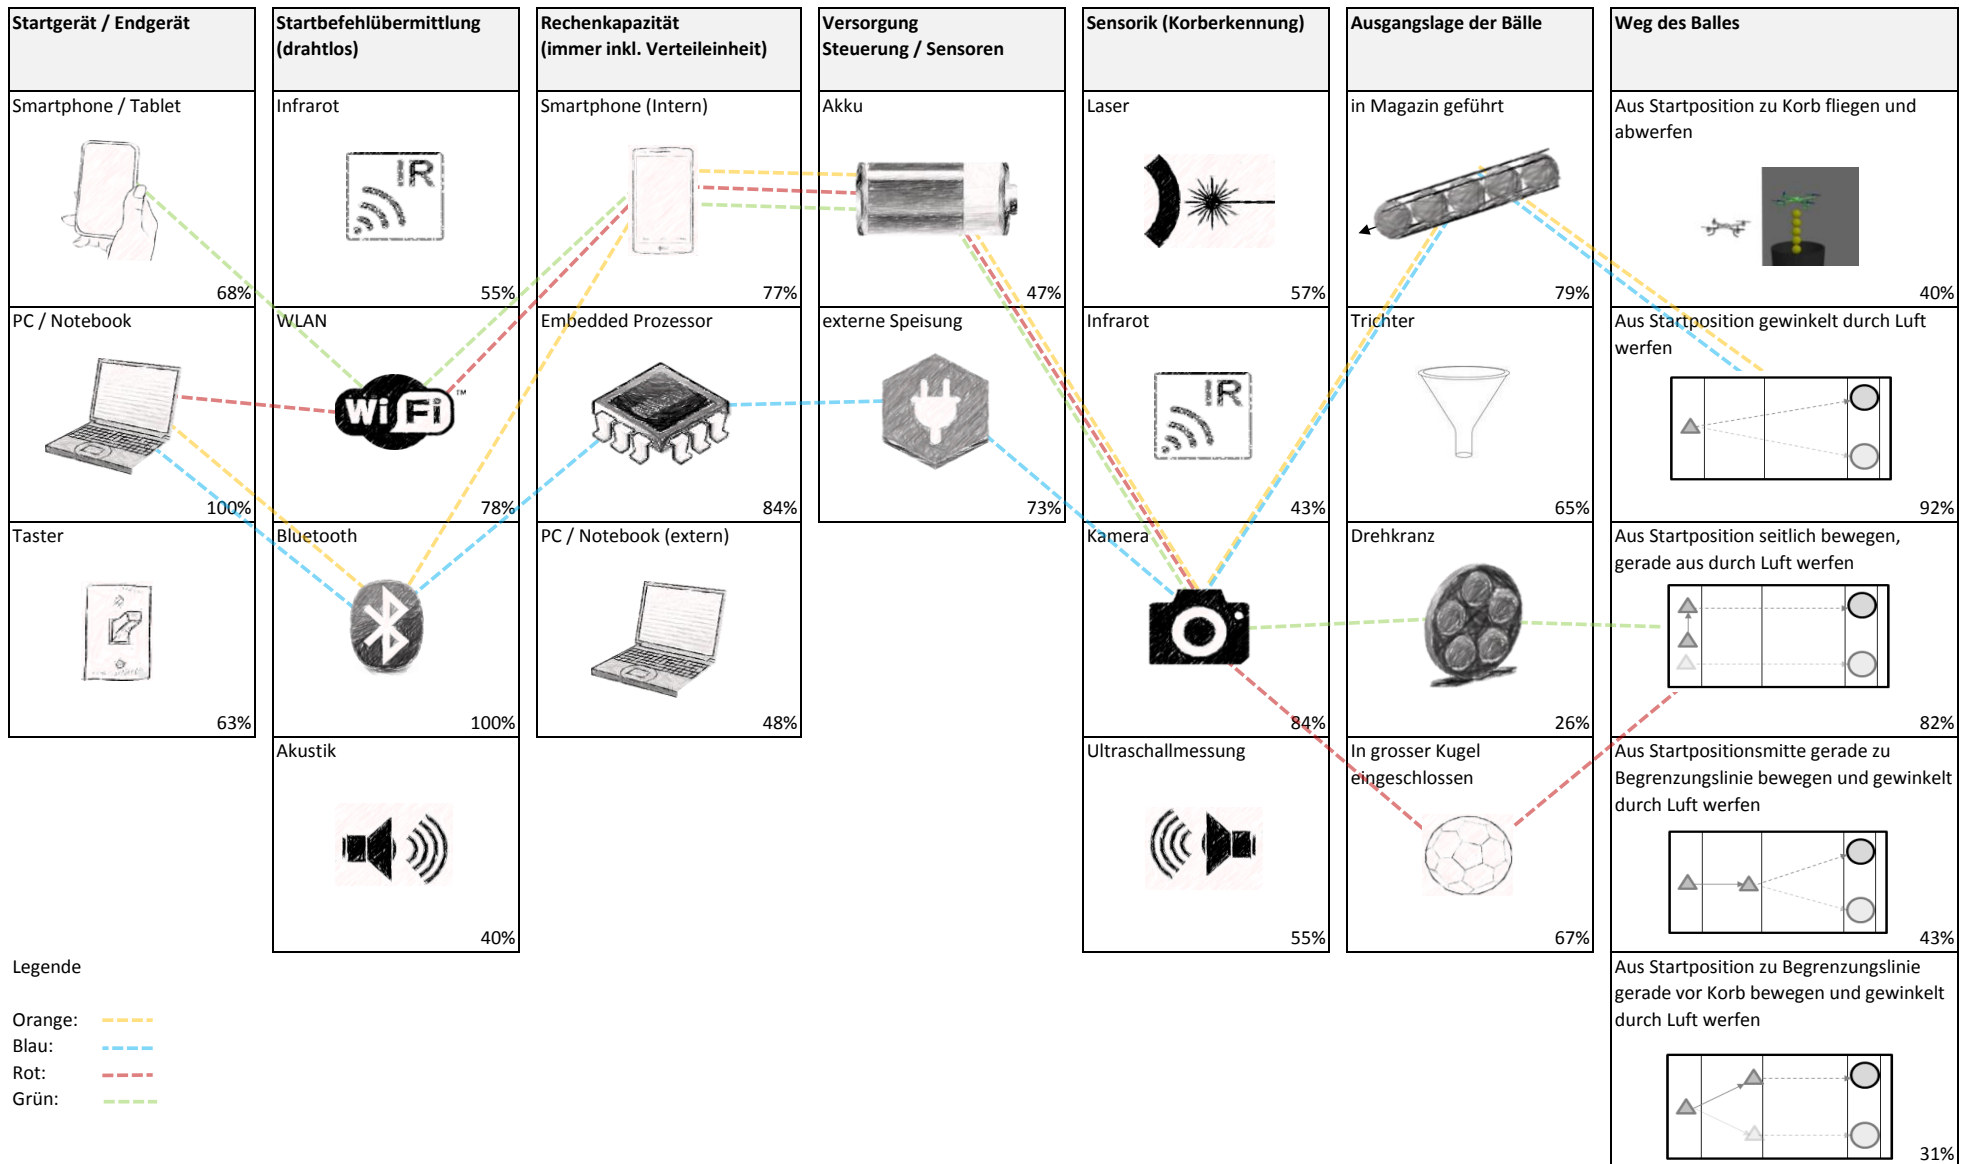 Startgerät / Endgerät
Startbefehlübermittlung
(drahtlos)
Rechenkapazität
(immer inkl. Verteileinheit)
Versorgung
Steuerung / Sensoren
Sensorik (Korberkennung)
Ausgangslage der Bälle
Weg des Balles
Smartphone / Tablet
68%
Infrarot
IR
55%
Smartphone (Intern)
77%
Akku
47%
Laser
57%
in Magazin geführt
79%
Aus Startposition zu Korb fliegen und
abwerfen
40%
PC / Notebook
100%
WLAN
Wi Fi ™
78%
Embedded Prozessor
84%
externe Speisung
73%
Infrarot
IR
43%
Trichter
65%
Aus Startposition gewinkelt durch Luft
werfen
92%
Taster
63%
Bluetooth
100%
PC / Notebook (extern)
48%
Kamera
84%
Drehkranz
26%
Aus Startposition seitlich bewegen,
gerade aus durch Luft werfen
82%
Akustik
40%
Ultraschallmessung
55%
In grosser Kugel
eingeschlossen
67%
Aus Startpositionsmitte gerade zu
Begrenzungslinie bewegen und gewinkelt
durch Luft werfen
43%
Aus Startposition zu Begrenzungslinie
gerade vor Korb bewegen und gewinkelt
durch Luft werfen
31%
Legende
Orange:
Blau:
Rot:
Grün: